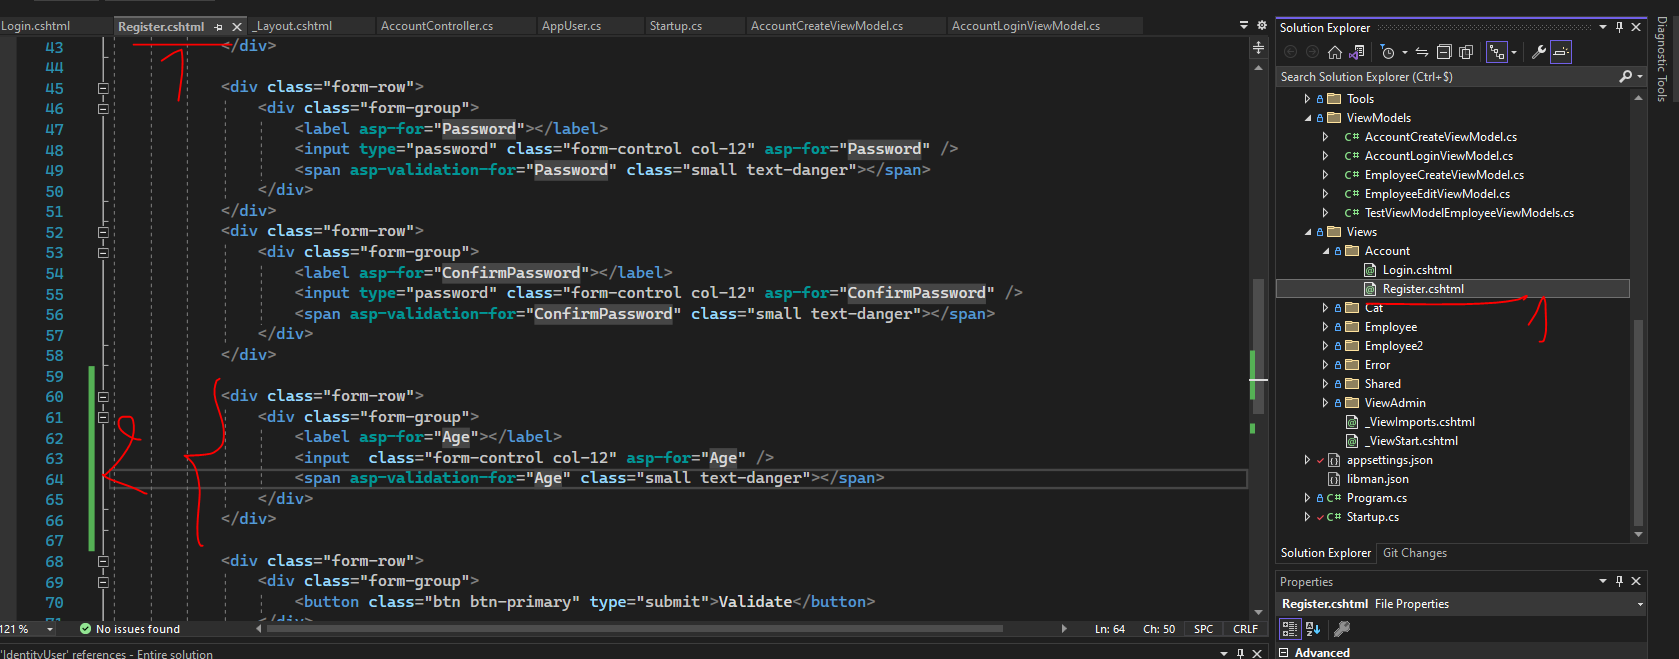 Login.cshtml Register.cshtml _Layout.cshtml AccountController.cs AppUser.cs Startup.cs AccountCreateViewModel.cs AccountLoginViewModel.cs
43 </div>
44
45 <div class="form-row">
46 <div class="form-group">
47 <label asp-for="Password"></label>
48 <input type="password" class="form-control col-12" asp-for="Password" />
49 <span asp-validation-for="Password" class="small text-danger"></span>
50 </div>
51 </div>
52 <div class="form-row">
53 <div class="form-group">
54 <label asp-for="ConfirmPassword"></label>
55 <input type="password" class="form-control col-12" asp-for="ConfirmPassword" />
56 <span asp-validation-for="ConfirmPassword" class="small text-danger"></span>
57 </div>
58 </div>
59
60 <div class="form-row">
61 <div class="form-group">
62 <label asp-for="Age"></label>
63 <input  class="form-control col-12" asp-for="Age" />
64 <span asp-validation-for="Age" class="small text-danger"></span>
65 </div>
66 </div>
67
68 <div class="form-row">
69 <div class="form-group">
70 <button class="btn btn-primary" type="submit">Validate</button>
71 </div>
121 % No issues found Ln: 64 Ch: 50 SPC CRLF
'IdentityUser' references - Entire solution
Solution Explorer
Search Solution Explorer (Ctrl+$)
Tools
ViewModels
C# AccountCreateViewModel.cs
C# AccountLoginViewModel.cs
C# EmployeeCreateViewModel.cs
C# EmployeeEditViewModel.cs
C# TestViewModelEmployeeViewModels.cs
Views
Account
Login.cshtml
Register.cshtml
Cat
Employee
Employee2
Error
Shared
ViewAdmin
_ViewImports.cshtml
_ViewStart.cshtml
appsettings.json
libman.json
C# Program.cs
C# Startup.cs
Solution Explorer Git Changes
Properties
Register.cshtml File Properties
Advanced
Diagnostic Tools
1
1
2